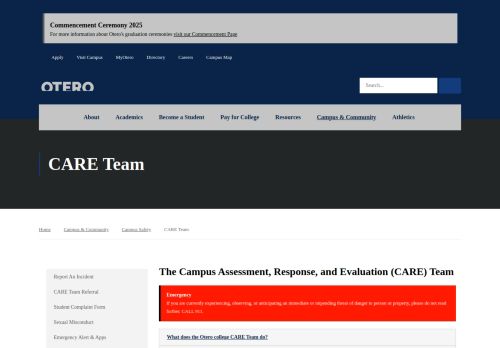 Commencement Ceremony 2025
For more information about Otero's graduation ceremonies visit our Commencement Page
Apply Visit Campus MyOtero Directory Careers Campus Map
OTERO
Search...
About Academics Become a Student Pay for College Resources Campus & Community Athletics
CARE Team
Home Campus & Community Campus Safety CARE Team
Report An Incident
CARE Team Referral
Student Complaint Form
Sexual Misconduct
Emergency Alert & Apps
The Campus Assessment, Response, and Evaluation (CARE) Team
Emergency
If you are currently experiencing, observing, or anticipating an immediate or impending threat of danger to person or property, please do not read
further. CALL 911.
What does the Otero college CARE Team do?